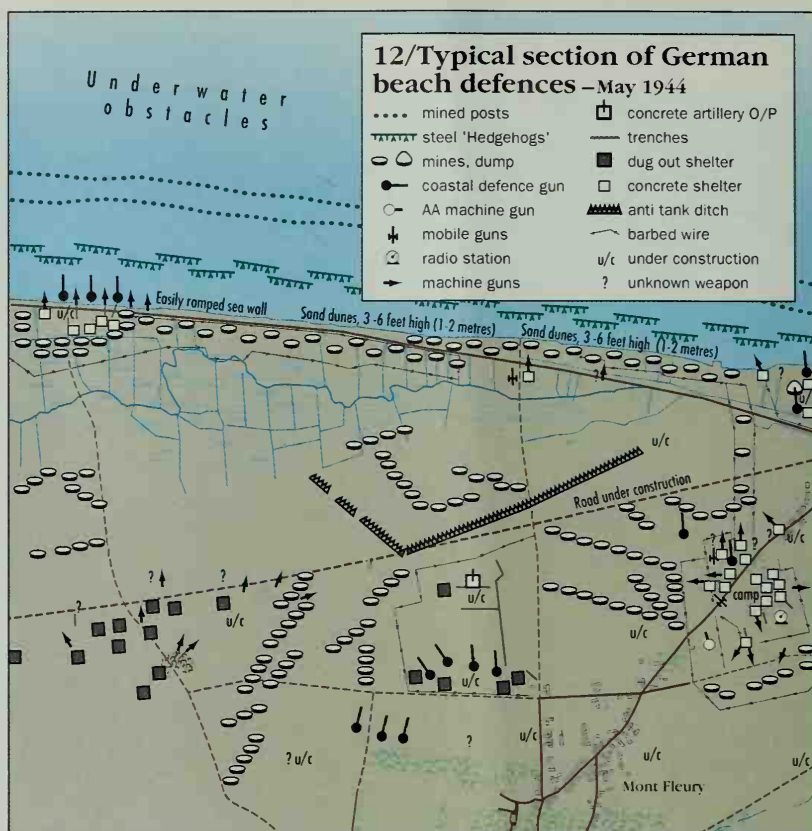 12/Typical section of German
beach defences – May 1944
mined posts
steel 'Hedgehogs'
mines, dump
coastal defence gun
AA machine gun
mobile guns
radio station
machine guns
concrete artillery O/P
trenches
dug out shelter
concrete shelter
anti tank ditch
barbed wire
u/c under construction
? unknown weapon
Underwater
obstacles
u/c
Easily ramped sea wall
Sand dunes, 3 -6 feet high (1-2 metres)
Sand dunes, 3 -6 feet high (1-2 metres)
?
?
u/c
u/c
Road under construction
?
?
?
?
u/c
?
?
?
u/c
u/c
camp
u/c
u/c
u/c
? u/c
?
u/c
u/c
u/c
Mont Fleury